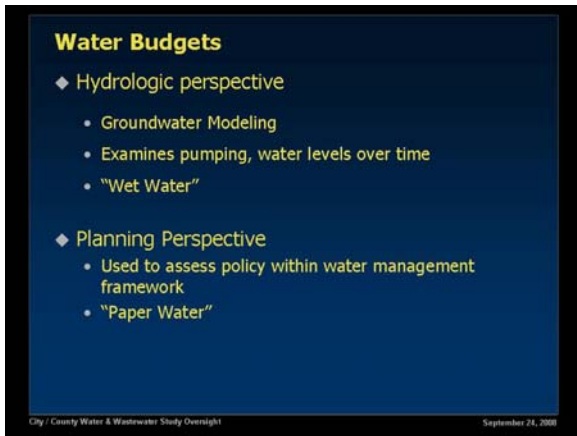 Water Budgets
◆ Hydrologic perspective
• Groundwater Modeling
• Examines pumping, water levels over time
• “Wet Water”
◆ Planning Perspective
• Used to assess policy within water management
framework
• “Paper Water”
City / County Water & Wastewater Study Oversight
September 24, 2008